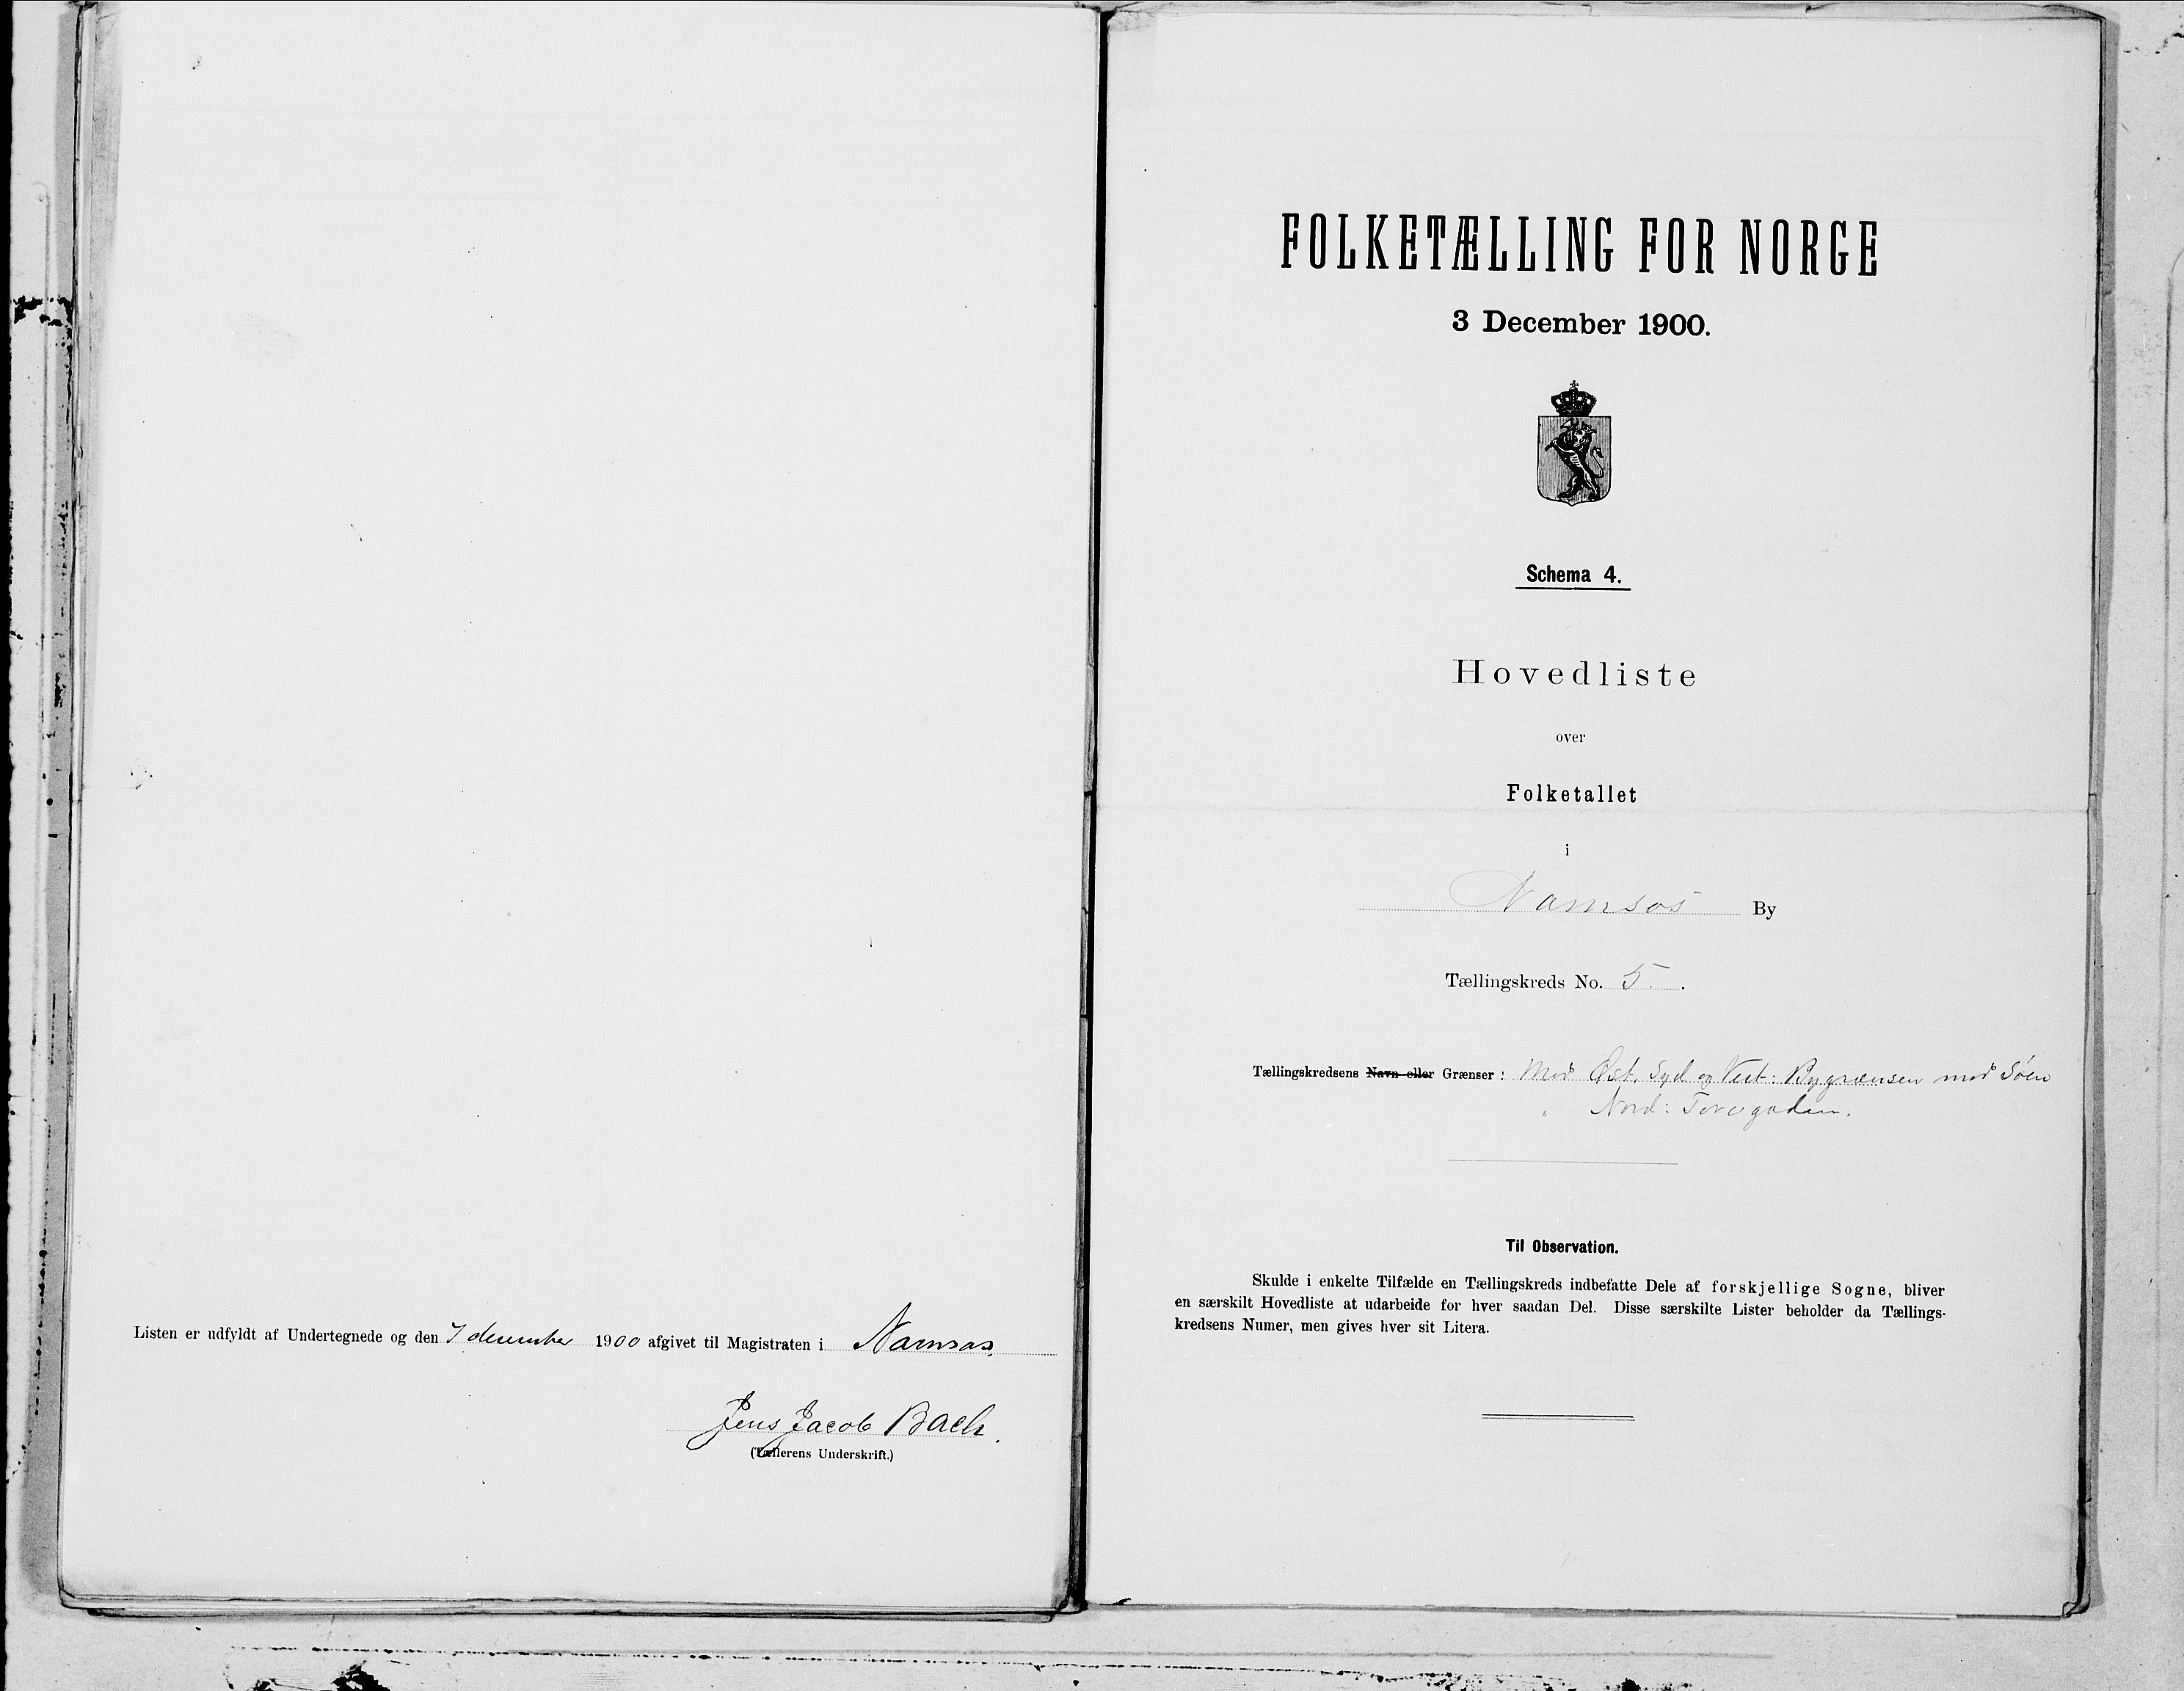 Listen er udfyldt af Undertegnede og den 7 december 1900 afgivet til Magistraten i Namsos.
Jens Jacob Bach.
(Tællerens Underskrift.)
FOLKETÆLLING FOR NORGE
3 December 1900.
Schema 4.
Hovedliste
over
Folketallet
i
Namsos By
Tællingskreds No. 5.
Tællingskredsens Navn eller Grænser: Mod Øst, Syd og Vest: Bygrænsen mod Søen
" Nord: Torvegaden.
Til Observation.
Skulde i enkelte Tilfælde en Tællingskreds indbefatte Dele af forskjellige Sogne, bliver
en særskilt Hovedliste at udarbeide for hver saadan Del. Disse særskilte Lister beholder da Tællings-
kredsens Numer, men gives hver sit Litera.